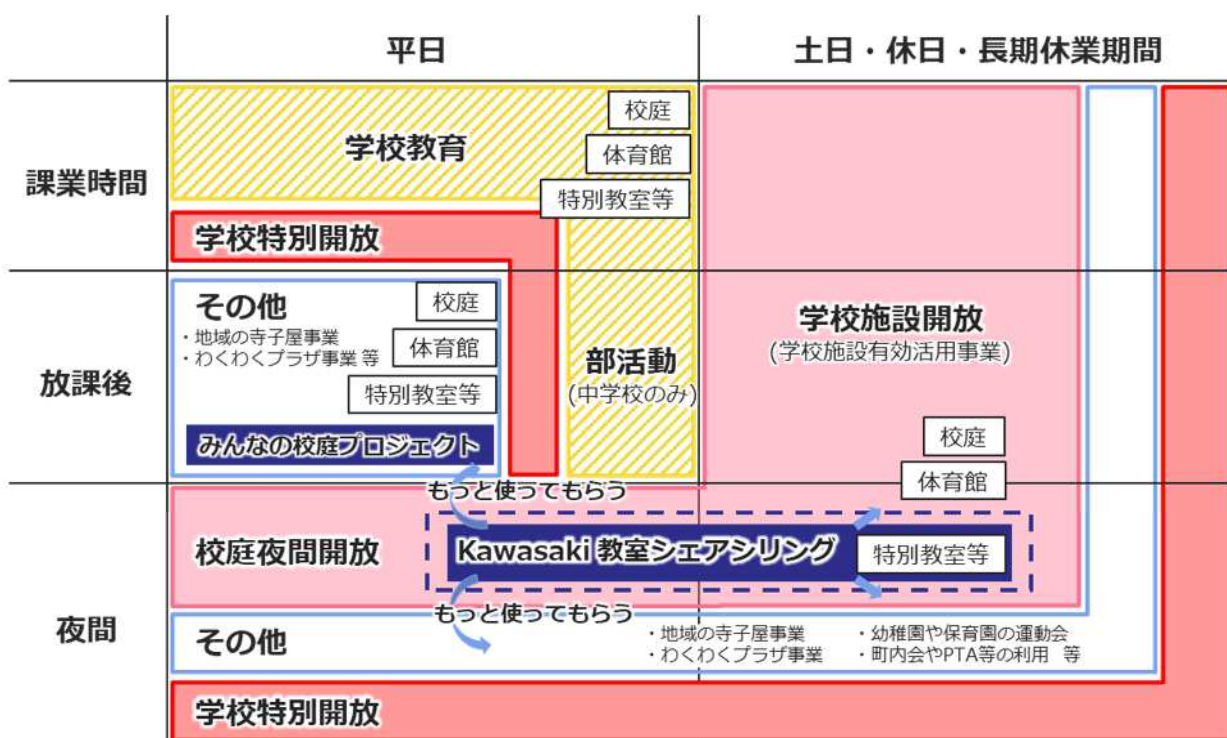 平日
土日・休日・長期休業期間
課業時間
学校教育
校庭
体育館
特別教室等
学校特別開放
放課後
その他
・地域の寺子屋事業
・わくわくプラザ事業 等
校庭
体育館
特別教室等
みんなの校庭プロジェクト
部活動
(中学校のみ)
学校施設開放
(学校施設有効活用事業)
校庭
体育館
もっと使ってもらう
夜間
校庭夜間開放
Kawasaki 教室シェアシリング
特別教室等
もっと使ってもらう
その他
・地域の寺子屋事業
・わくわくプラザ事業
・幼稚園や保育園の運動会
・町内会やPTA等の利用 等
学校特別開放